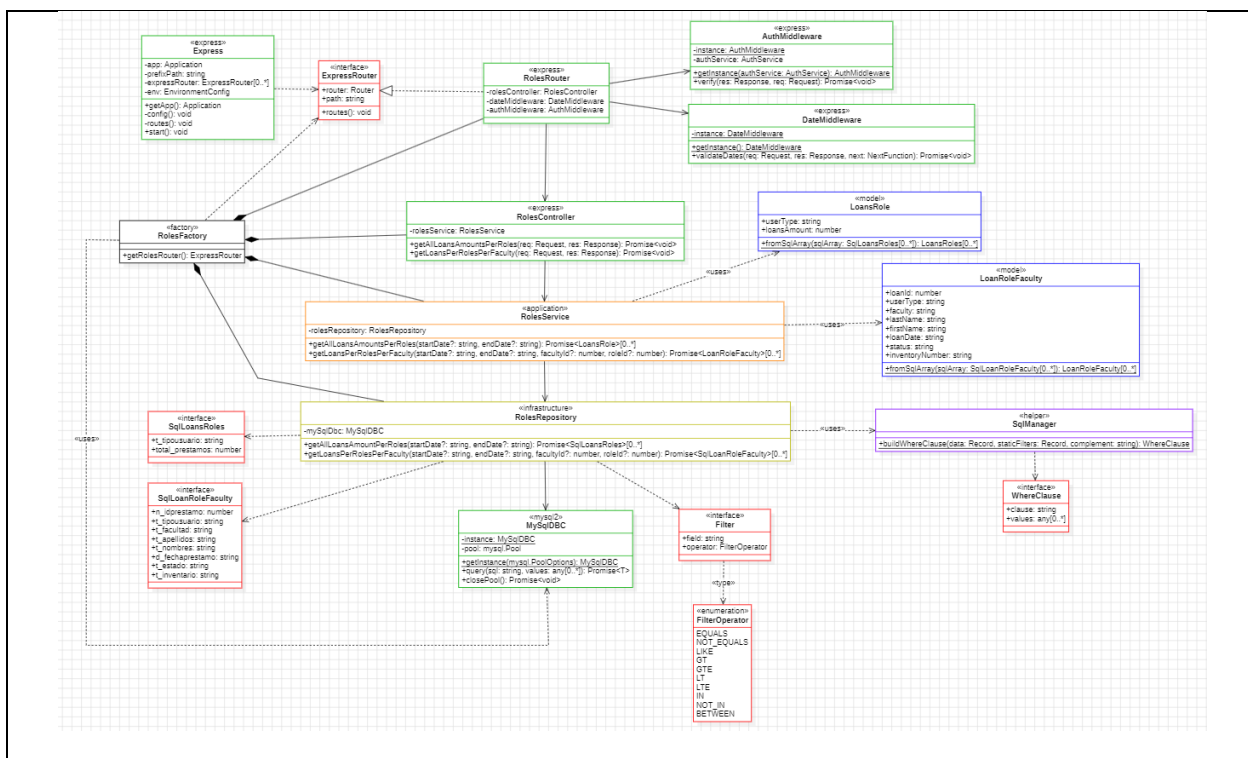 «express»
Express
-app: Application
-prefixPath: string
-expressRouter: ExpressRouter[0..*]
-env: EnvironmentConfig
+getApp(): Application
-config(): void
-routes(): void
+start(): void
«interface»
ExpressRouter
+router: Router
+path: string
+routes(): void
«express»
RolesRouter
-rolesController: RolesController
-dateMiddleware: DateMiddleware
-authMiddleware: AuthMiddleware
«express»
AuthMiddleware
-instance: AuthMiddleware
-authService: AuthService
+getInstance(authService: AuthService): AuthMiddleware
+verify(res: Response, req: Request): Promise<void>
«express»
DateMiddleware
-instance: DateMiddleware
+getInstance(): DateMiddleware
+validateDates(req: Request, res: Response, next: NextFunction): Promise<void>
«factory»
RolesFactory
+getRolesRouter(): ExpressRouter
«express»
RolesController
-rolesService: RolesService
+getAllLoansAmountsPerRoles(req: Request, res: Response): Promise<void>
+getLoansPerRolesPerFaculty(req: Request, res: Response): Promise<void>
«model»
LoansRole
+userType: string
+loansAmount: number
+fromSqlArray(sqlArray: SqlLoansRoles[0..*]): LoansRoles[0..*]
«uses»
«model»
LoanRoleFaculty
+loanId: number
+userType: string
+faculty: string
+lastName: string
+firstName: string
+loanDate: string
+status: string
+inventoryNumber: string
+fromSqlArray(sqlArray: SqlLoanRoleFaculty[0..*]): LoanRoleFaculty[0..*]
«application»
RolesService
-rolesRepository: RolesRepository
+getAllLoansAmountsPerRoles(startDate?: string, endDate?: string): Promise<LoansRole>[0..*]
+getLoansPerRolesPerFaculty(startDate?: string, endDate?: string, facultyId?: number, roleId?: number): Promise<LoanRoleFaculty>[0..*]
«uses»
«infrastructure»
RolesRepository
-mySqlDbc: MySqlDBC
+getAllLoansAmountPerRoles(startDate?: string, endDate?: string): Promise<SqlLoansRoles>[0..*]
+getLoansPerRolesPerFaculty(startDate?: string, endDate?: string, facultyId?: number, roleId?: number): Promise<SqlLoanRoleFaculty>[0..*]
«uses»
«helper»
SqlManager
+buildWhereClause(data: Record, staticFilters: Record, complement: string): WhereClause
«interface»
SqlLoansRoles
+t_tipousuario: string
+total_prestamos: number
«uses»
«interface»
SqlLoanRoleFaculty
+n_idprestamo: number
+t_tipousuario: string
+t_facultad: string
+t_apellidos: string
+t_nombres: string
+d_fechaprestamo: string
+t_estado: string
+t_inventario: string
«mysql2»
MySqlDBC
-instance: MySqlDBC
-pool: mysql.Pool
+getInstance(mysql.PoolOptions): MySqlDBC
+query(sql: string, values: any[0..*]): Promise<T>
+closePool(): Promise<void>
«interface»
Filter
+field: string
+operator: FilterOperator
«interface»
WhereClause
+clause: string
+values: any[0..*]
«type»
«enumeration»
FilterOperator
EQUALS
NOT_EQUALS
LIKE
GT
GTE
LT
LTE
IN
NOT_IN
BETWEEN